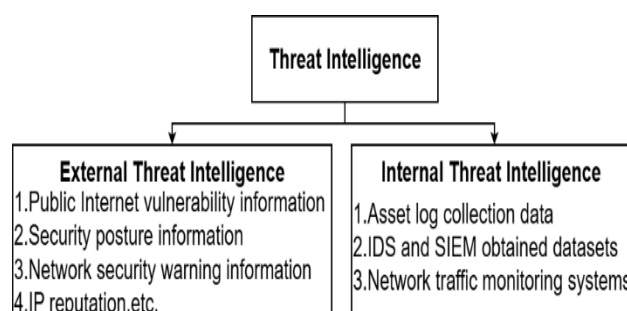 Threat Intelligence
External Threat Intelligence
1.Public Internet vulnerability information
2.Security posture information
3.Network security warning information
4.IP reputation,etc.
Internal Threat Intelligence
1.Asset log collection data
2.IDS and SIEM obtained datasets
3.Network traffic monitoring systems